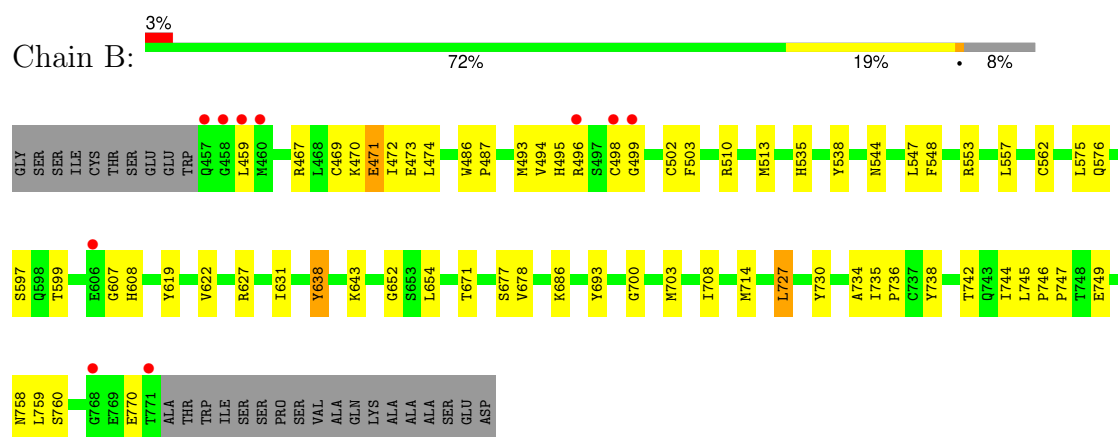 3%
Chain B:
72% 19% • 8%
GLY SER SER ILE CYS THR SER GLU GLU TRP Q457 G458 L459 M460 R467 L468 C469 K470 E471 I472 E473 L474 W486 P487 M493 V494 H495 R496 S497 C498 G499 C502 F503 R510 M513 H535 Y538 N544 L547 F548 R553 L557 C562 L575 Q576
S597 Q598 T599 E606 G607 H608 Y619 V622 R627 I631 Y638 K643 G652 S653 L654 T671 S677 V678 K686 Y693 G700 M703 I708 M714 L727 Y730 A734 I735 P736 C737 Y738 T742 Q743 I744 L745 P746 P747 T748 E749
N758 L759 S760 G768 E769 E770 T771 ALA THR TRP ILE SER SER PRO SER VAL ALA GLN LYS ALA ALA ALA SER GLU ASP